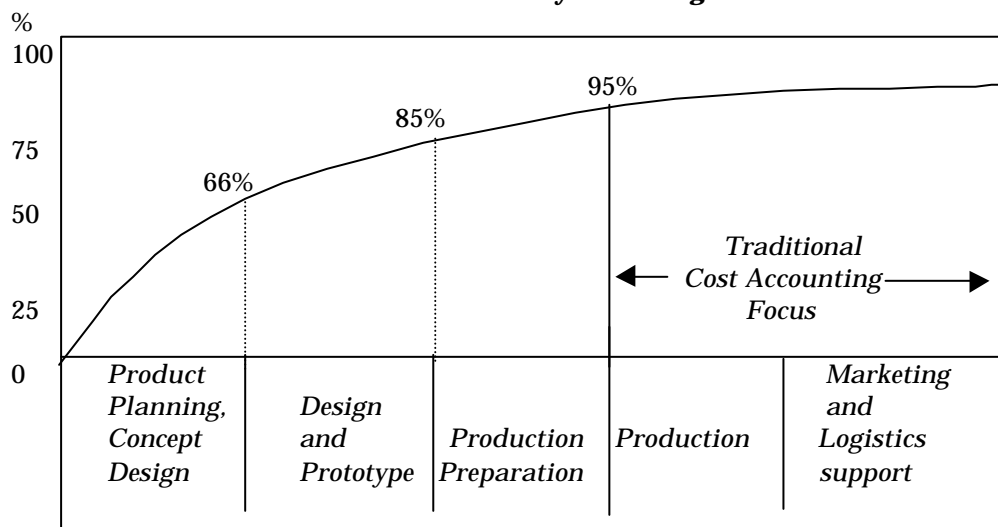 %
100
75
50
25
0
66%
85%
95%
Traditional
Cost Accounting
Focus
Product
Planning,
Concept
Design
Design
and
Prototype
Production
Preparation
Production
Marketing
and
Logistics
support